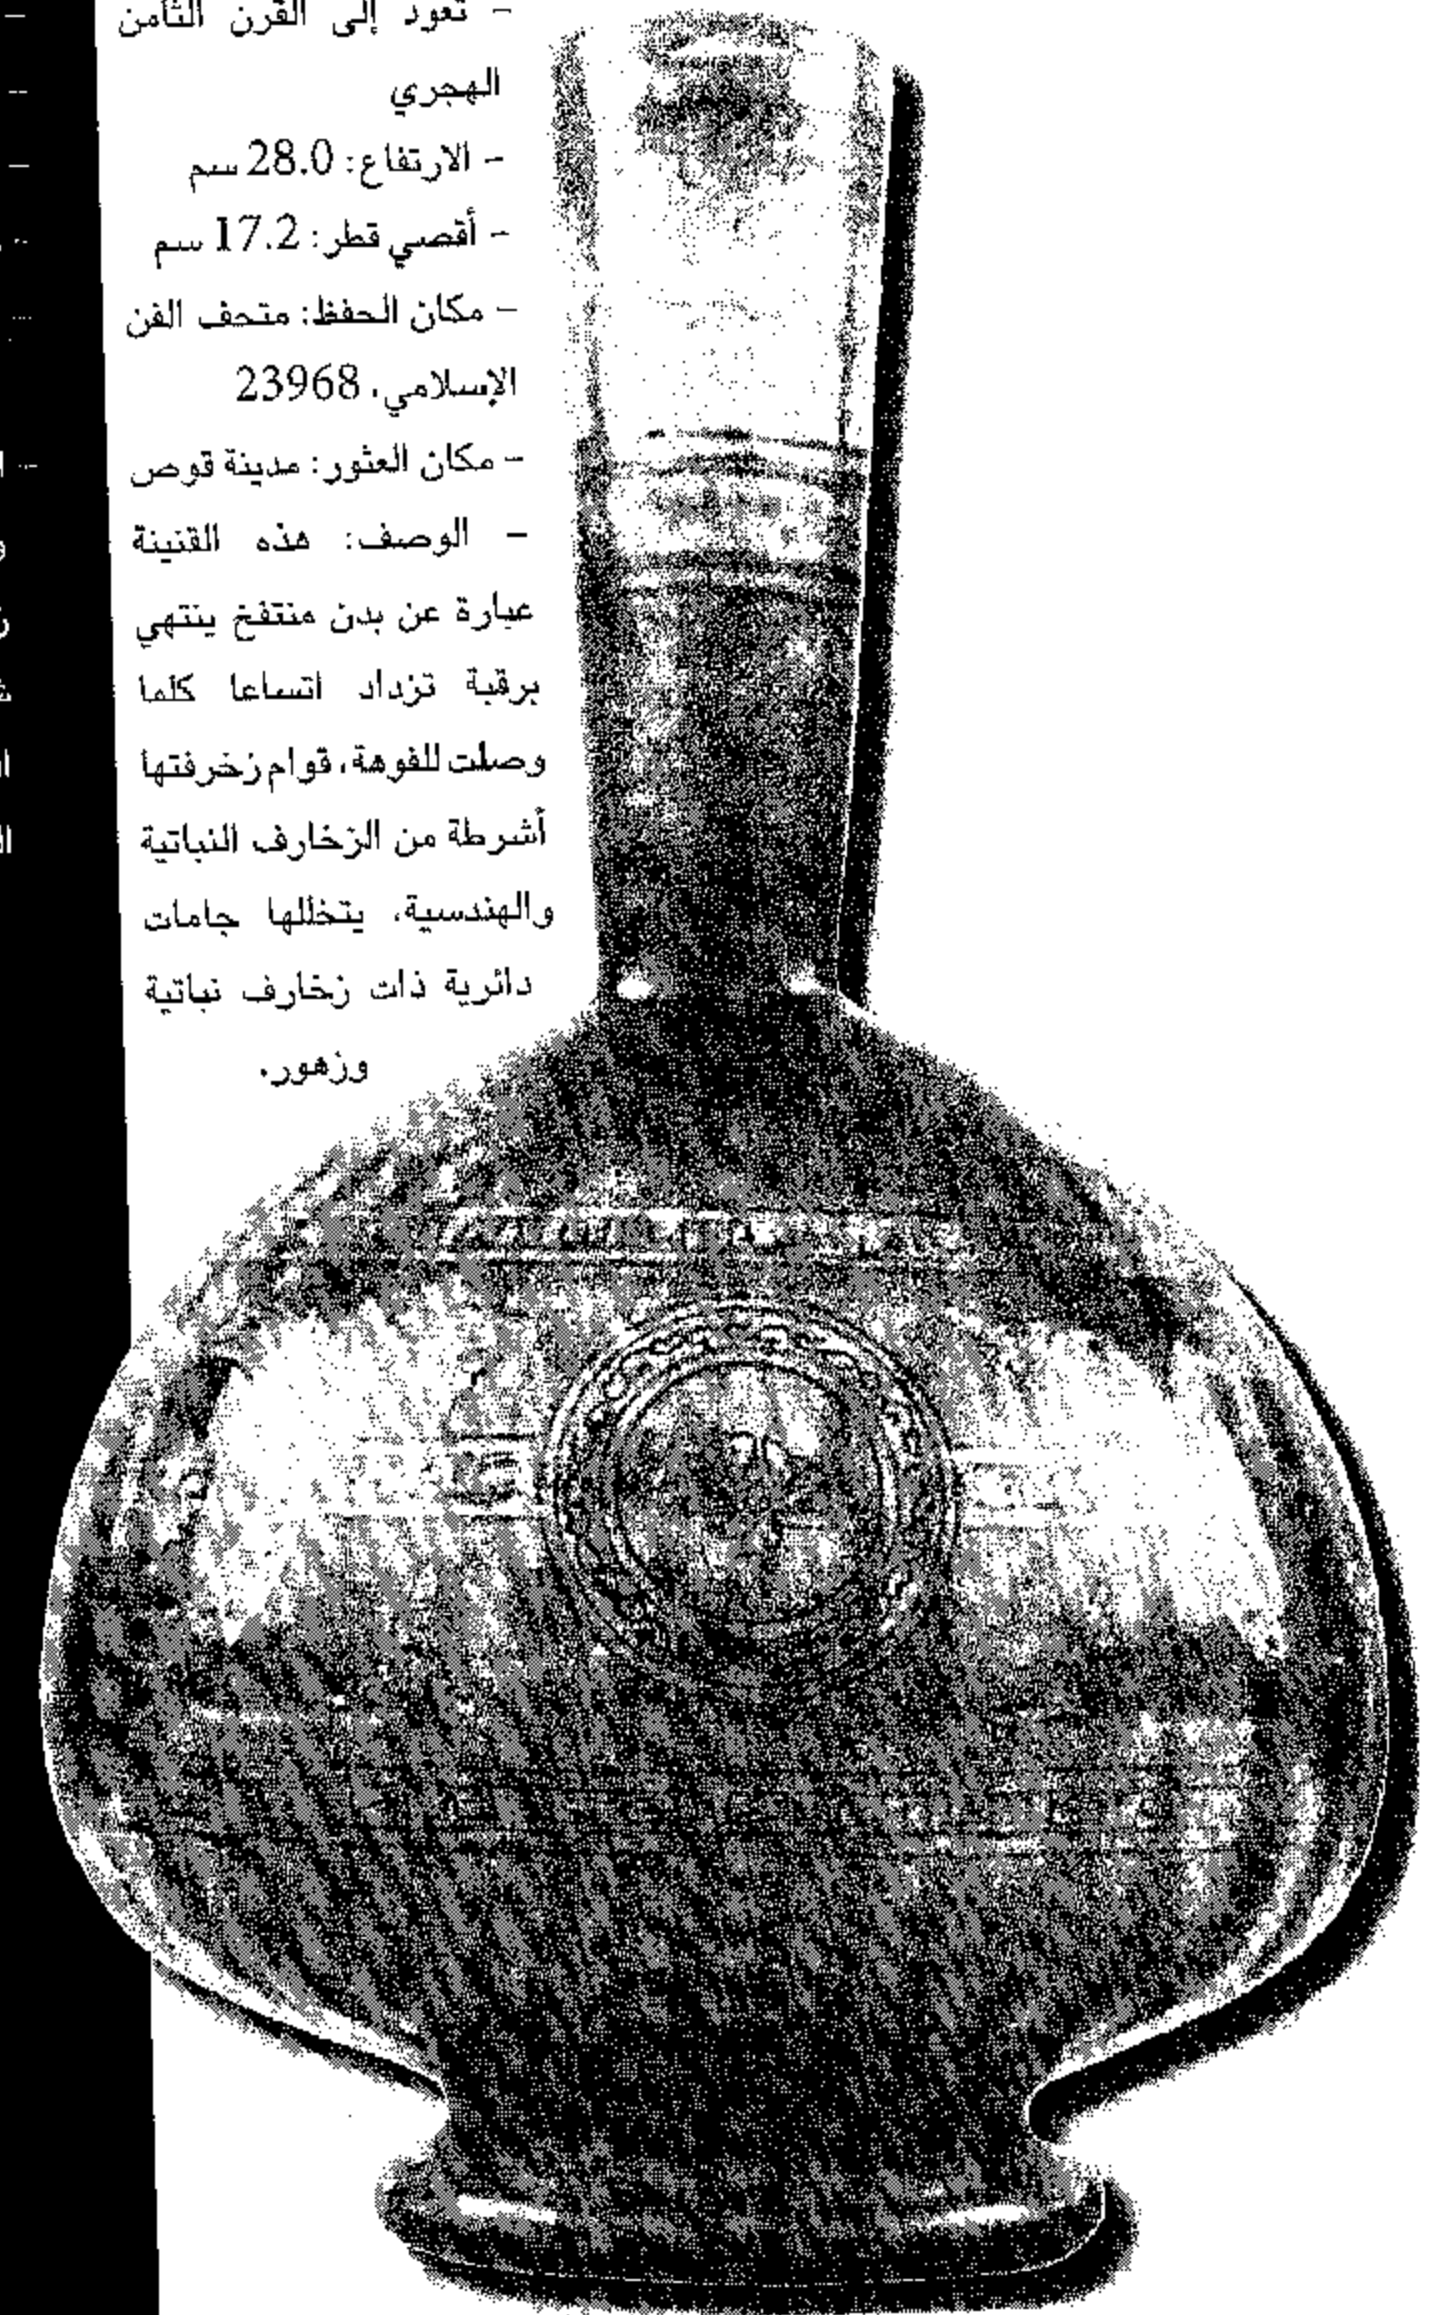 - تعود إلى القرن الثامن
الهجري
- الارتفاع: 28.0 سم
- أقصي قطر: 17.2 سم
- مكان الحفظ: متحف الفن
الإسلامي، 23968
- مكان العثور: مدينة قوص
- الوصف: هذه القنينة
عبارة عن بدن منتفخ ينتهي
برقبة تزداد اتساعا كلما
وصلت للفوهة، قوام زخرفتها
أشرطة من الزخارف النباتية
والهندسية، يتخللها جامات
دائرية ذات زخارف نباتية
وزهور.